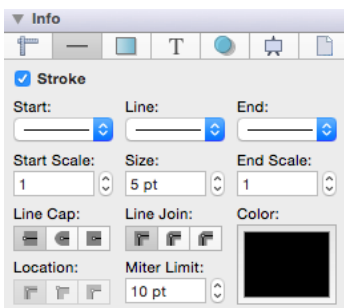 Info
T
Stroke
Start: Line: End:
Start Scale: Size: End Scale:
1 5 pt 1
Line Cap: Line Join: Color:
Location: Miter Limit:
10 pt